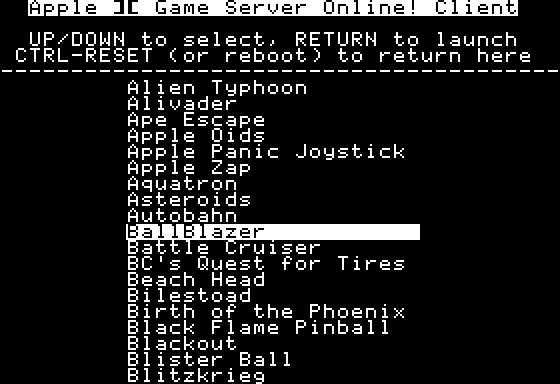 Apple ][ Game Server Online! Client
UP/DOWN to select, RETURN to launch
CTRL-RESET (or reboot) to return here
----------------------------------------
Alien Typhoon
Alivader
Ape Escape
Apple Oids
Apple Panic Joystick
Apple Zap
Aquatron
Asteroids
Autobahn
BallBlazer
Battle Cruiser
BC's Quest for Tires
Beach Head
Bilestoad
Birth of the Phoenix
Black Flame Pinball
Blackout
Blister Ball
Blitzkrieg